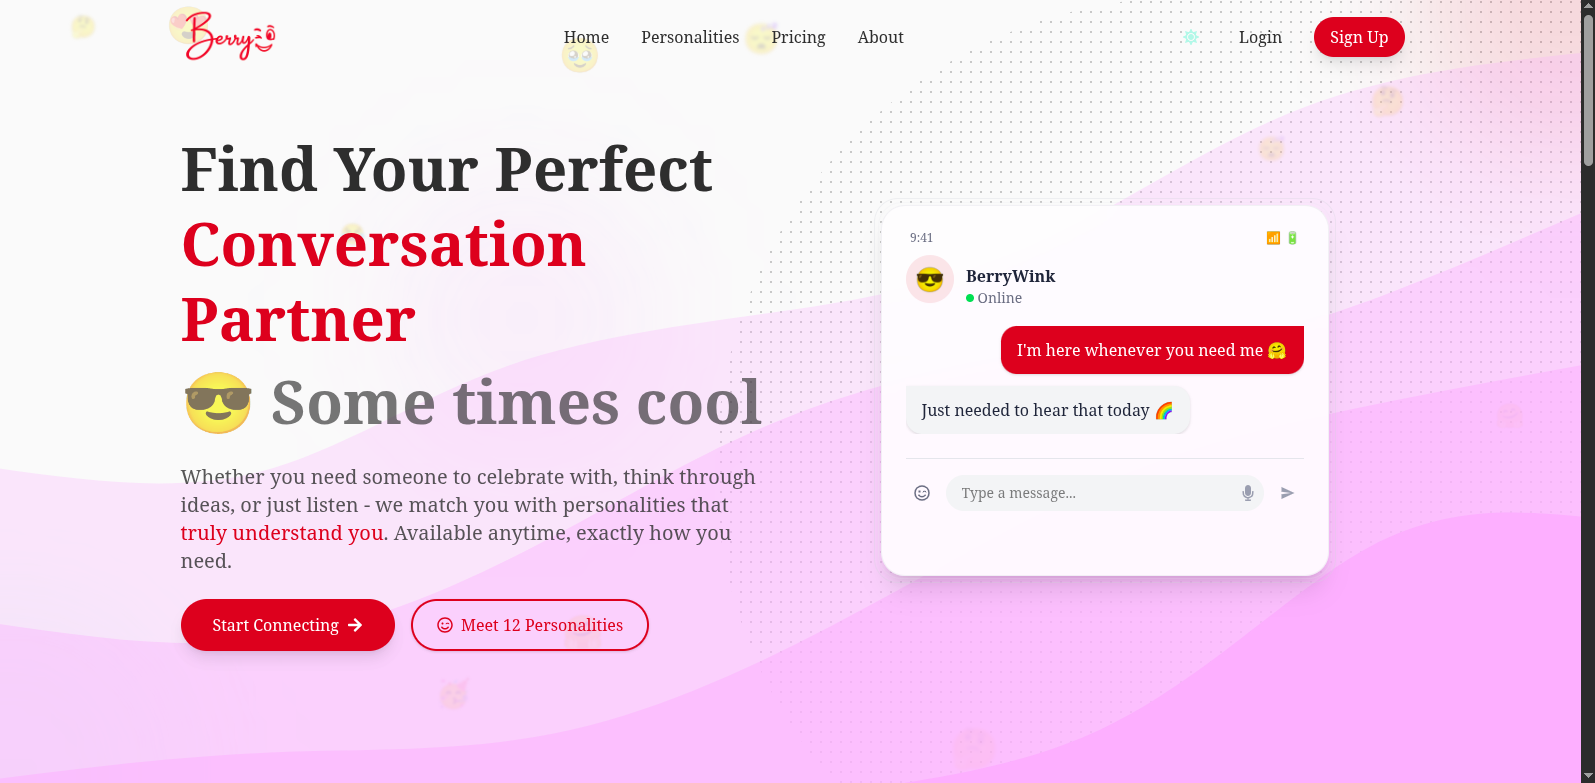 Berry
Home
Personalities
Pricing
About
Login
Sign Up
Find Your Perfect
Conversation
Partner
😎 Some times cool
Whether you need someone to celebrate with, think through
ideas, or just listen - we match you with personalities that
truly understand you. Available anytime, exactly how you
need.
Start Connecting
Meet 12 Personalities
9:41
BerryWink
Online
I'm here whenever you need me 🤗
Just needed to hear that today 🌈
Type a message...